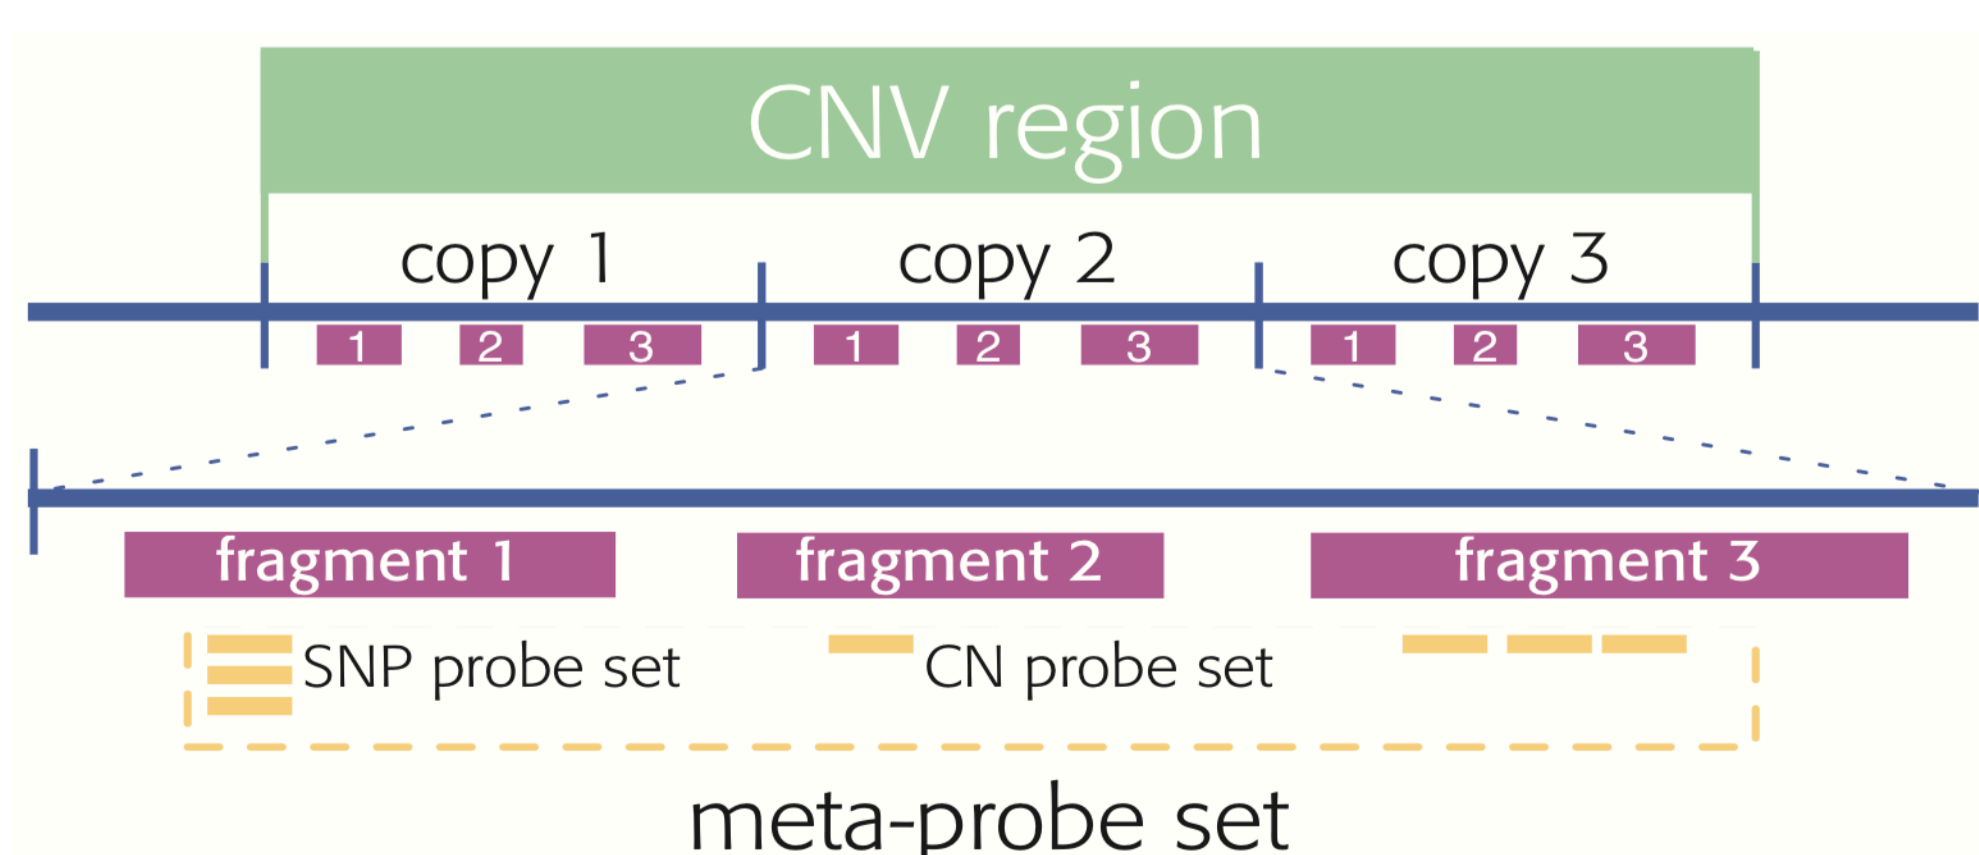 CNV region
copy 1 copy 2 copy 3
1 2 3 1 2 3 1 2 3
fragment 1 fragment 2 fragment 3
SNP probe set CN probe set
meta-probe set